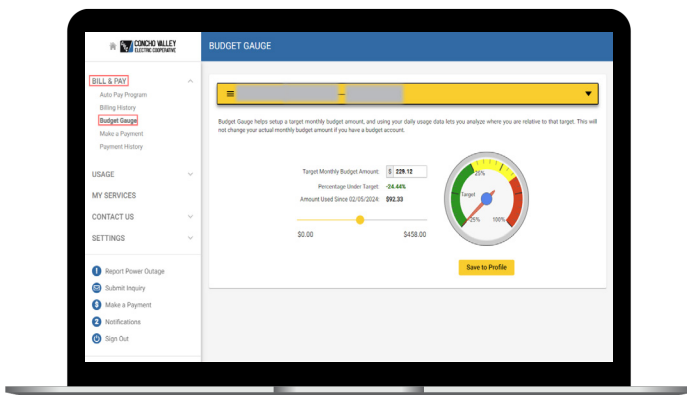 CONCHO VALLEY
ELECTRIC COOPERATIVE
BUDGET GAUGE
BILL & PAY
Auto Pay Program
Billing History
Budget Gauge
Make a Payment
Payment History
USAGE
MY SERVICES
CONTACT US
SETTINGS
Report Power Outage
Submit Inquiry
$ Make a Payment
2 Notifications
Sign Out
Budget Gauge helps setup a target monthly budget amount, and using your daily usage data lets you analyze where you are relative to that target. This will
not change your actual monthly budget amount if you have a budget account.
Target Monthly Budget Amount: $ 229.12
Percentage Under Target: -24.44%
Amount Used Since 02/05/2024: $92.33
$0.00 $458.00
25%
Target
-25% 100%
Save to Profile